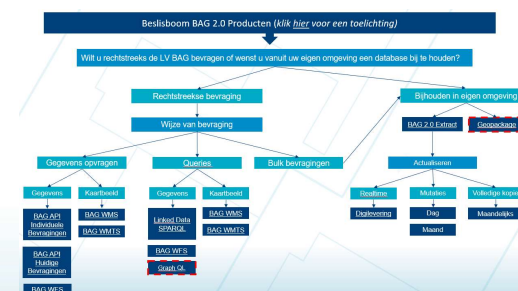 Beslisboom BAG 2.0 Producten (klik hier voor een toelichting)
Wilt u rechtstreeks de LV BAG bevragen of wenst u vanuit uw eigen omgeving een database bij te houden?
Rechtstreekse bevraging
Bijhouden in eigen omgeving
Wijze van bevraging
BAG 2.0 Extract
Geopackage
Gegevens opvragen
Queries
Bulk bevragingen
Actualiseren
Gegevens
Kaartbeeld
Gegevens
Kaartbeeld
Realtime
Mutaties
Volledige kopie
BAG API
Individuele
Bevragingen
BAG WMS
BAG WMTS
Linked Data
SPARQL
BAG WMS
BAG WMTS
Digilevering
Dag
Maandelijks
Maand
BAG API
Huidige
Bevragingen
BAG WFS
Graph QL
BAG WFS